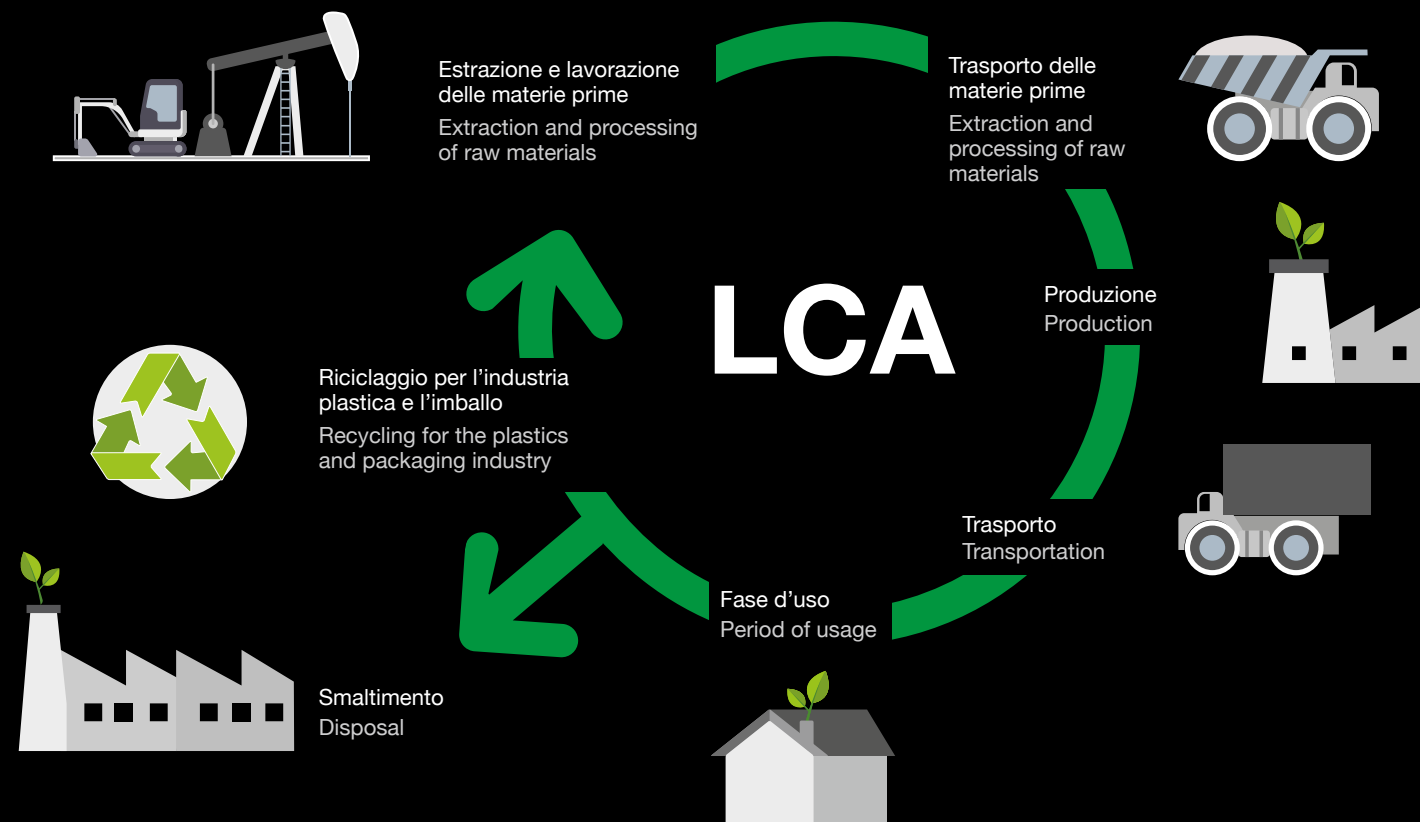 Estrazione e lavorazione
delle materie prime
Extraction and processing
of raw materials
Trasporto delle
materie prime
Extraction and
processing of raw
materials
LCA
Produzione
Production
Riciclaggio per l’industria
plastica e l’imballo
Recycling for the plastics
and packaging industry
Trasporto
Transportation
Fase d’uso
Period of usage
Smaltimento
Disposal